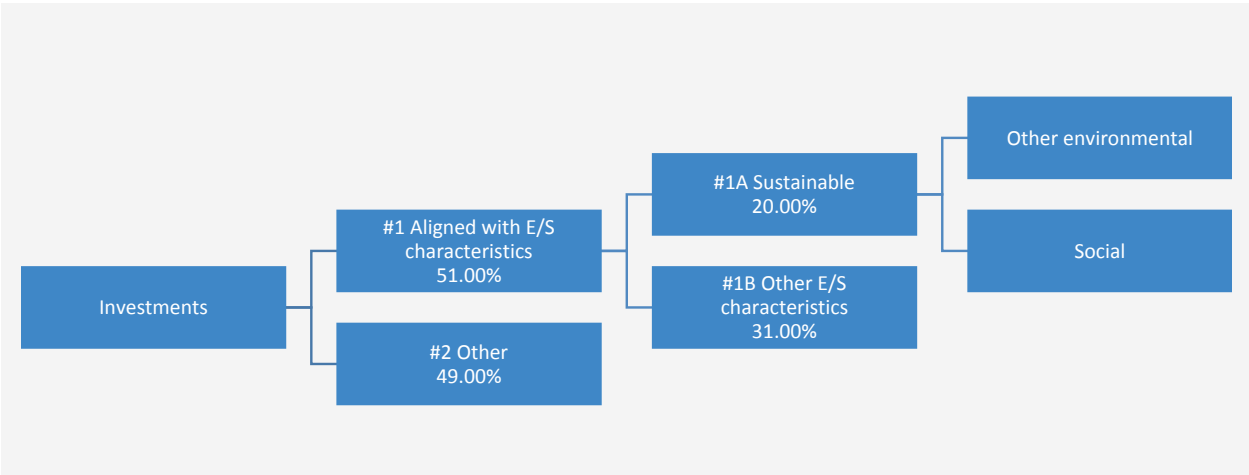 Investments
#1 Aligned with E/S
characteristics
51.00%
#2 Other
49.00%
#1A Sustainable
20.00%
#1B Other E/S
characteristics
31.00%
Other environmental
Social